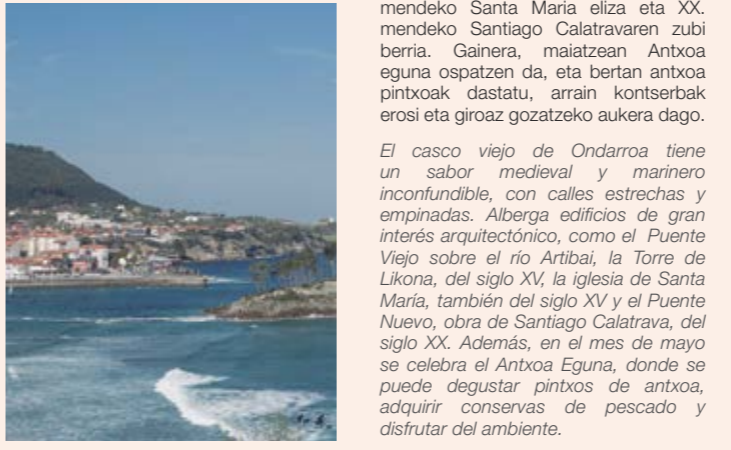 mendeko Santa Maria eliza eta XX.
mendeko Santiago Calatravaren zubi
berria. Gainera, maiatzean Antxoa
eguna ospatzen da, eta bertan antxoa
pintxoak dastatu, arrain kontserbak
erosi eta giroaz gozatzeko aukera dago.
El casco viejo de Ondarroa tiene
un sabor medieval y marinero
inconfundible, con calles estrechas y
empinadas. Alberga edificios de gran
interés arquitectónico, como el Puente
Viejo sobre el río Artibai, la Torre de
Likona, del siglo XV, la iglesia de Santa
María, también del siglo XV y el Puente
Nuevo, obra de Santiago Calatrava, del
siglo XX. Además, en el mes de mayo
se celebra el Antxoa Eguna, donde se
puede degustar pintxos de antxoa,
adquirir conservas de pescado y
disfrutar del ambiente.